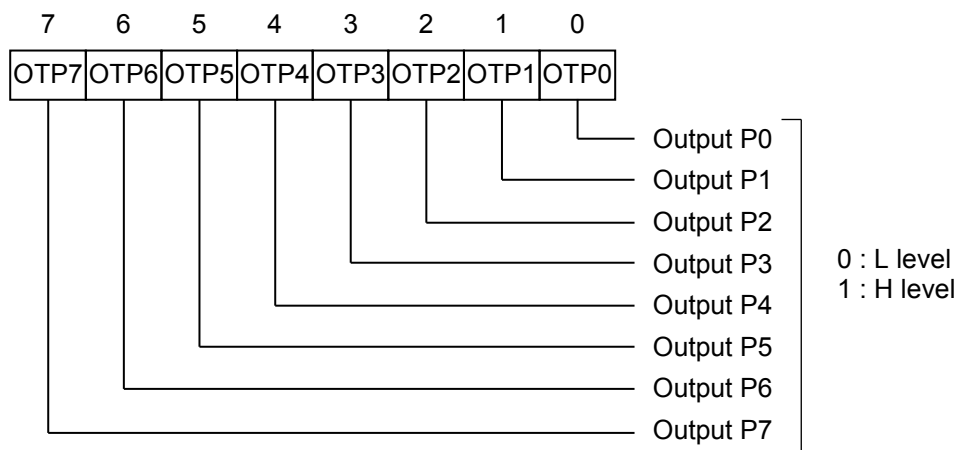 7 6 5 4 3 2 1 0
OTP7 OTP6 OTP5 OTP4 OTP3 OTP2 OTP1 OTP0
Output P0
Output P1
Output P2
Output P3
Output P4
Output P5
Output P6
Output P7
0 : L level
1 : H level